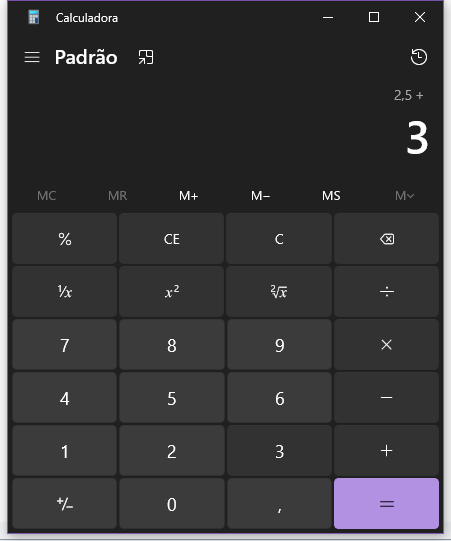 Calculadora
Padrão
2,5 +
3
MC MR M+ M− MS M
% CE C
¹/x x² ²√x ÷
7 8 9 ×
4 5 6 −
1 2 3 +
+/− 0 , =